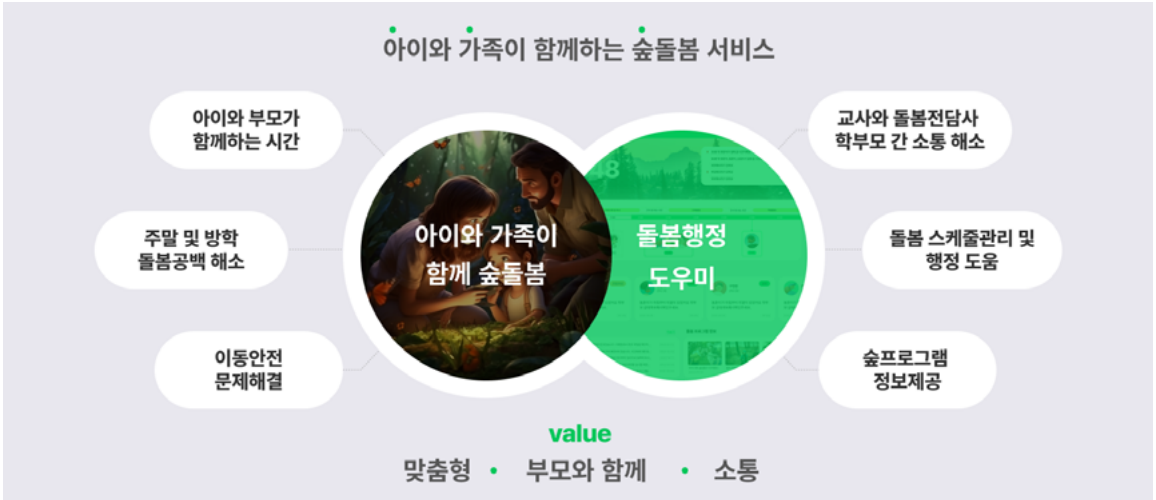 아이와 가족이 함께하는 숲돌봄 서비스
아이와 부모가
함께하는 시간
주말 및 방학
돌봄공백 해소
이동안전
문제해결
아이와 가족이
함께 숲돌봄
돌봄행정
도우미
교사와 돌봄전담사
학부모 간 소통 해소
돌봄 스케줄관리 및
행정 도움
숲프로그램
정보제공
value
맞춤형 • 부모와 함께 • 소통